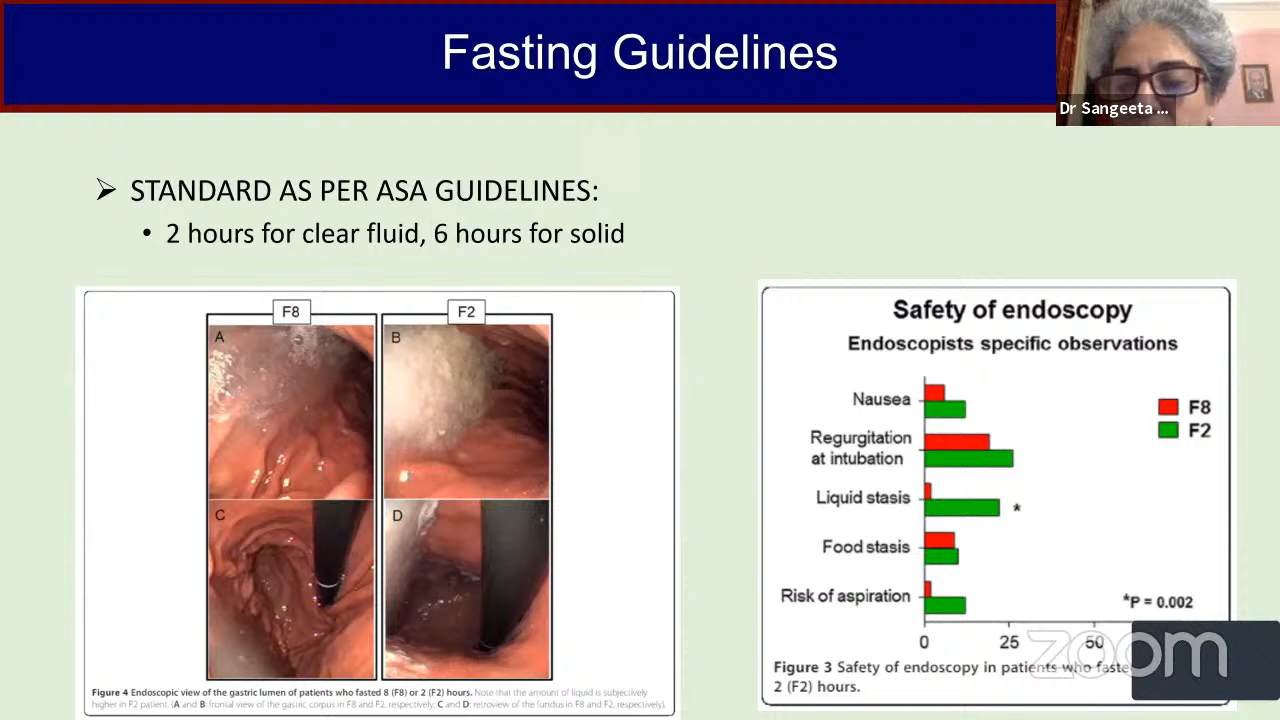 Fasting Guidelines
Dr Sangeeta ...
STANDARD AS PER ASA GUIDELINES:
• 2 hours for clear fluid, 6 hours for solid
F8
F2
A
B
C
D
Figure 4 Endoscopic view of the gastric lumen of patients who fasted 8 (F8) or 2 (F2) hours. Note that the amount of liquid is subjectively
higher in F2 patient. (A and B: frontal view of the gastric corpus in F8 and F2, respectively; C and D: retroview of the fundus in F8 and F2, respectively).
Safety of endoscopy
Endoscopists specific observations
Nausea
Regurgitation
at intubation
Liquid stasis
*
Food stasis
Risk of aspiration
F8
F2
*P = 0.002
0
25
50
Figure 3 Safety of endoscopy in patients who faste
2 (F2) hours.
zoom